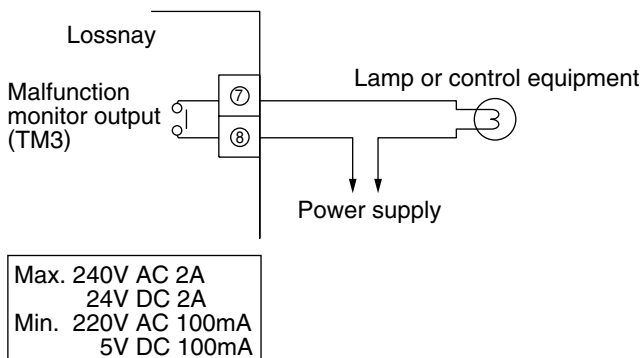 Lossnay
Malfunction
monitor output
(TM3)
⑦
⑧
Lamp or control equipment
Power supply
Max. 240V AC 2A
24V DC 2A
Min. 220V AC 100mA
5V DC 100mA